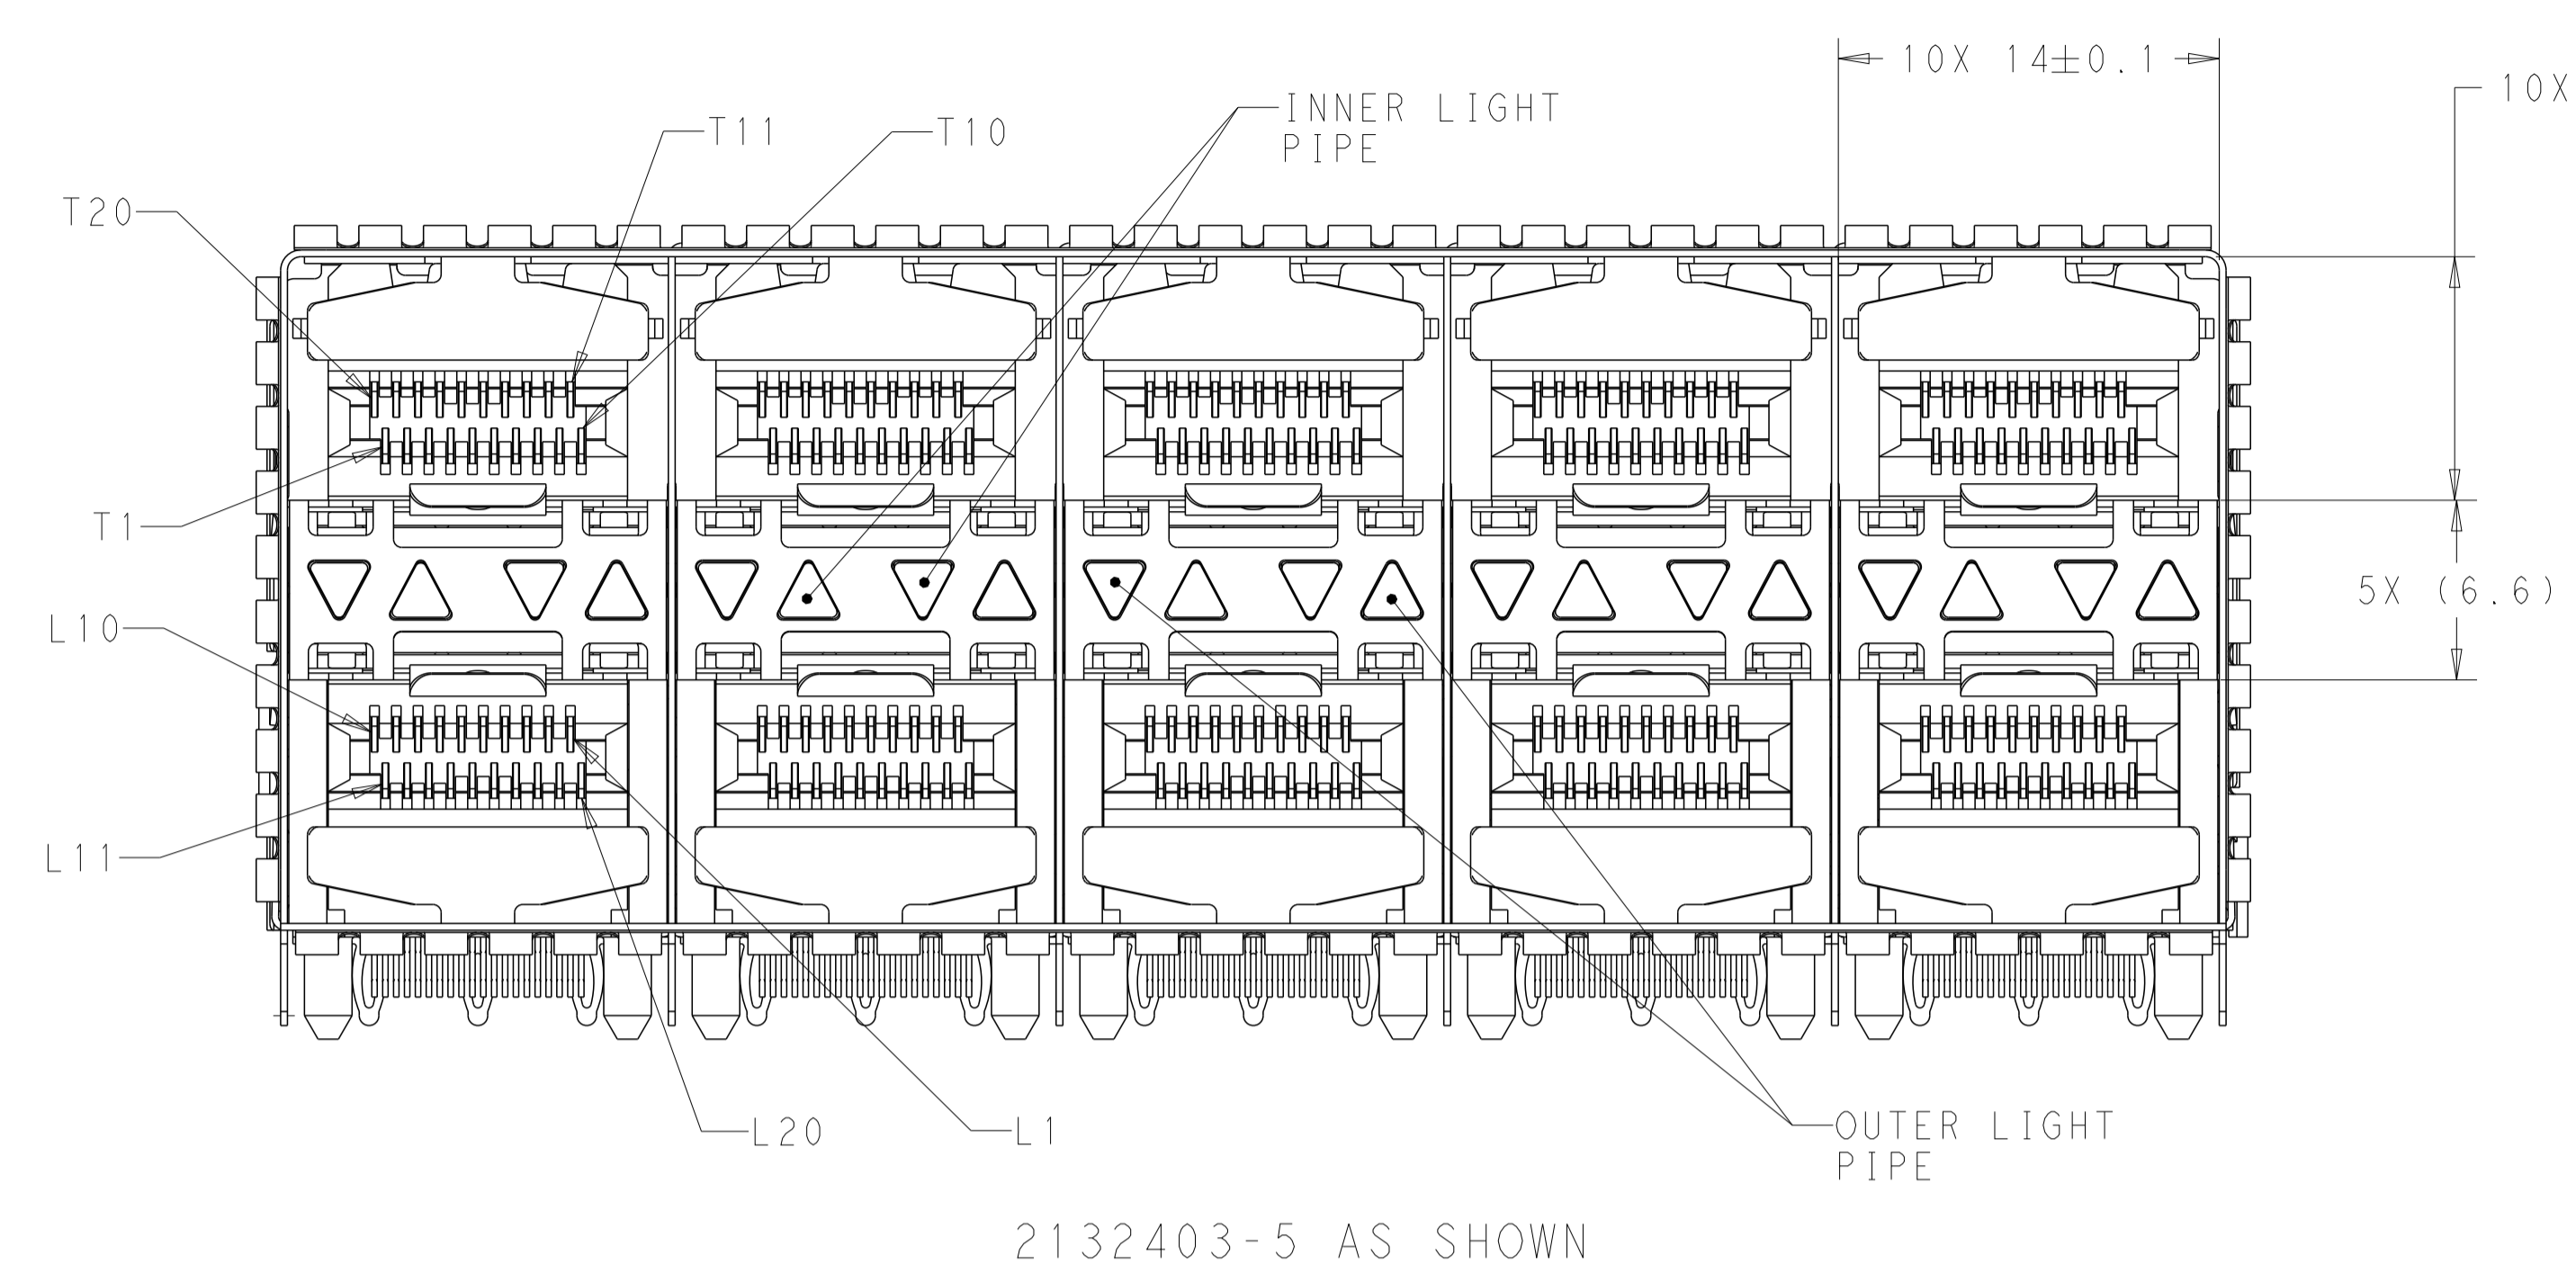 10X 14±0.1
10X
INNER LIGHT
PIPE
T11
T10
T20
T1
5X (6.6)
L10
L11
L20
L1
OUTER LIGHT
PIPE
2132403-5 AS SHOWN